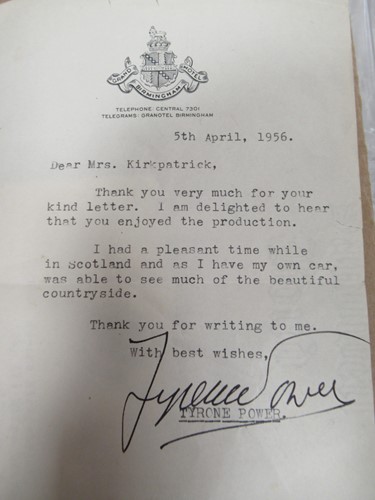 GRAND HOTEL
BIRMINGHAM
TELEPHONE: CENTRAL 7301
TELEGRAMS: GRANOTEL BIRMINGHAM
5th April, 1956.
Dear Mrs. Kirkpatrick,
Thank you very much for your
kind letter. I am delighted to hear
that you enjoyed the production.
I had a pleasant time while
in Scotland and as I have my own car,
was able to see much of the beautiful
countryside.
Thank you for writing to me.
With best wishes,
Tyrone Power
TYRONE POWER.